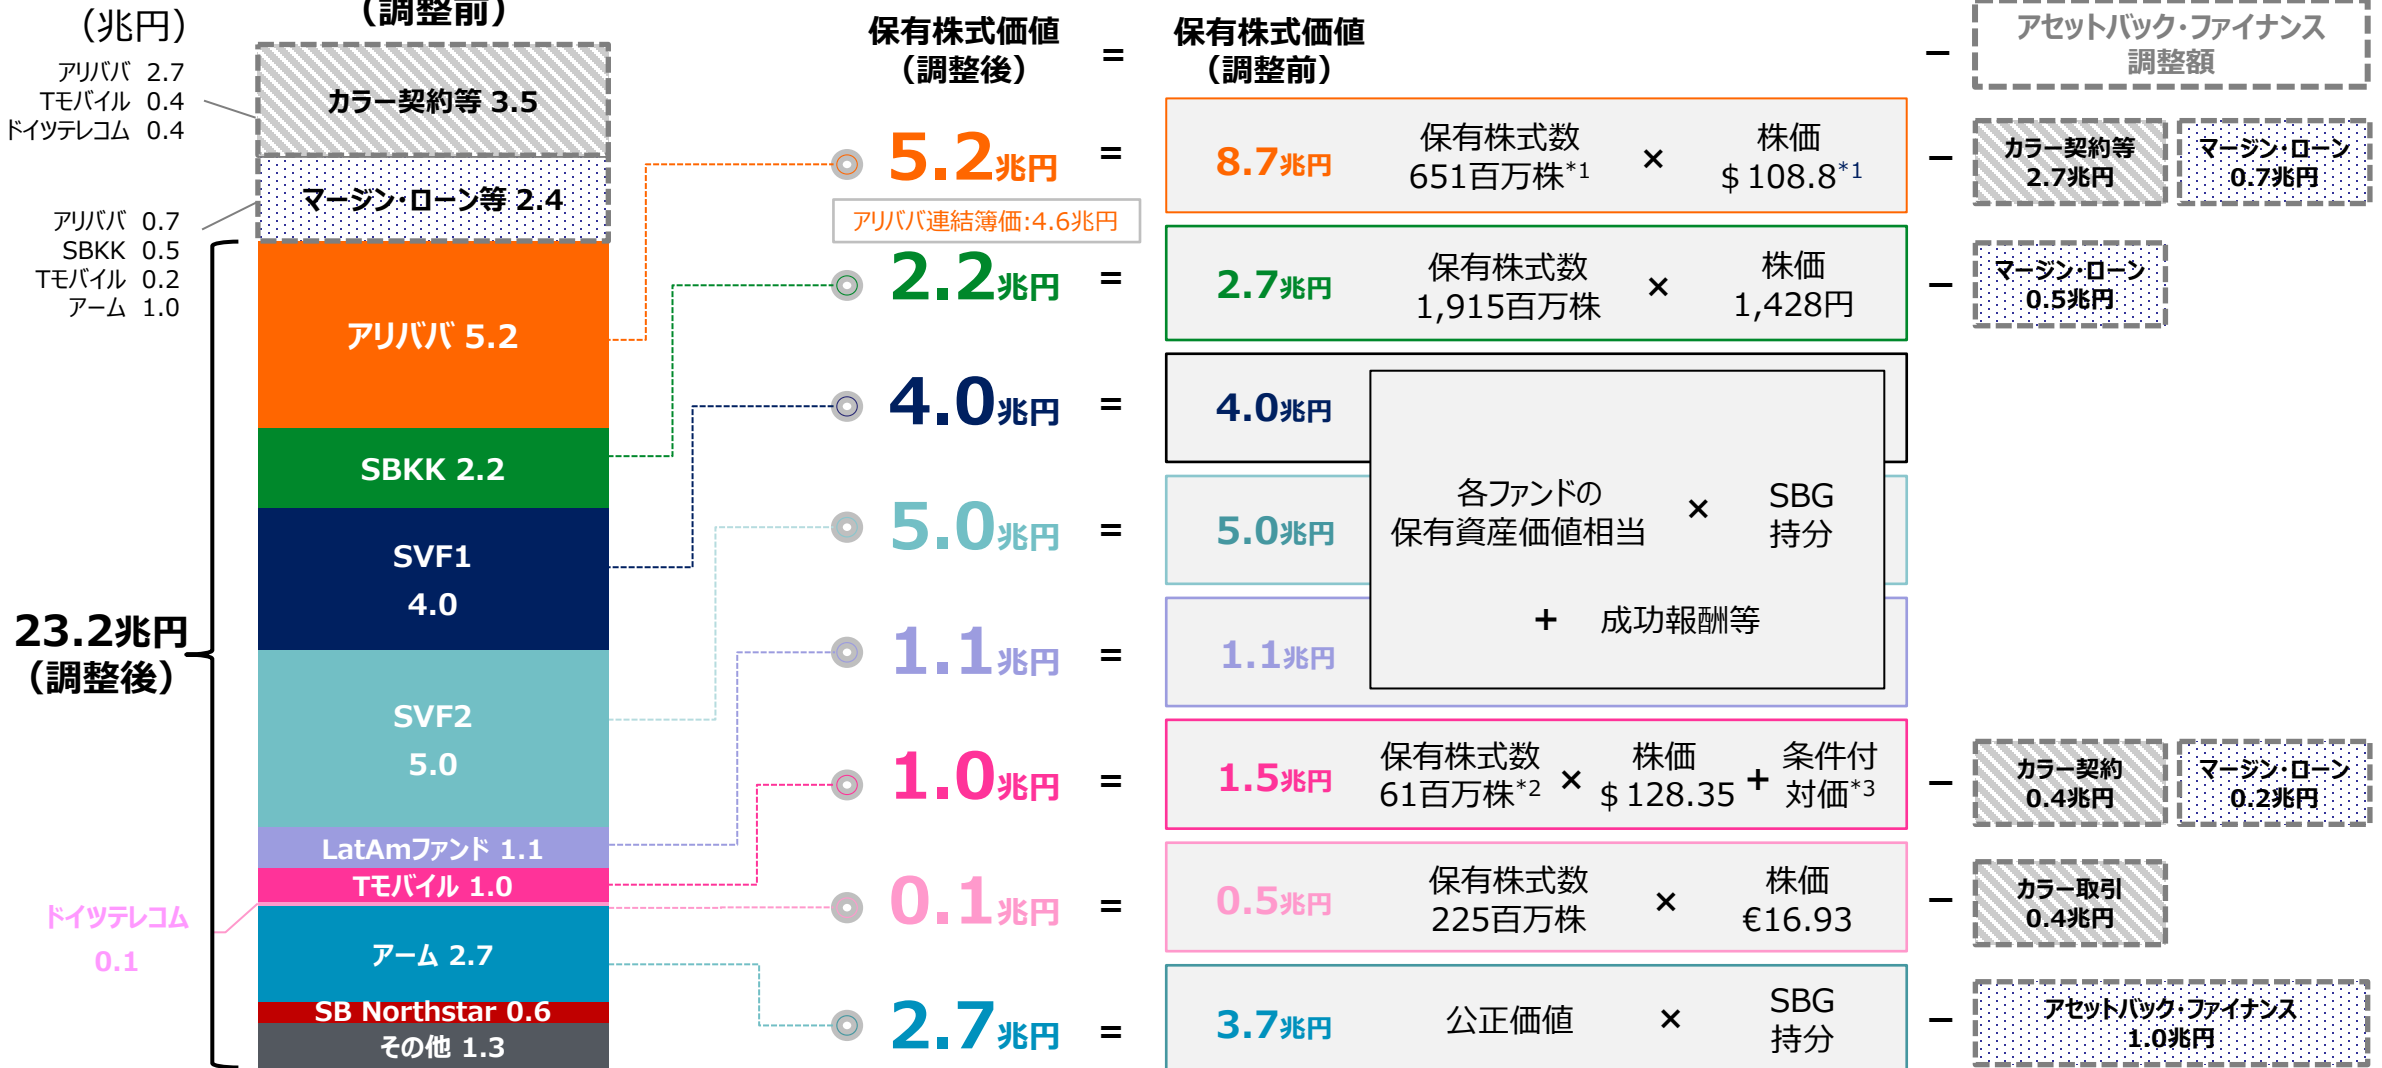 （兆円）
（調整前）
アリババ 2.7
Tモバイル 0.4
ドイツテレコム 0.4
アリババ 0.7
SBKK 0.5
Tモバイル 0.2
アーム 1.0
カラー契約等 3.5
マージン・ローン等 2.4
アリババ 5.2
SBKK 2.2
SVF1
4.0
SVF2
5.0
LatAmファンド 1.1
Tモバイル 1.0
アーム 2.7
SB Northstar 0.6
その他 1.3
23.2兆円
（調整後）
ドイツテレコム
0.1
保有株式価値
（調整後）
=
保有株式価値
（調整前）
−
アセットバック・ファイナンス
調整額
5.2兆円
=
8.7兆円
保有株式数
651百万株*1
×
株価
$108.8*1
−
カラー契約等
2.7兆円
マージン・ローン
0.7兆円
アリババ連結簿価:4.6兆円
2.2兆円
=
2.7兆円
保有株式数
1,915百万株
×
株価
1,428円
−
マージン・ローン
0.5兆円
4.0兆円
=
4.0兆円
5.0兆円
=
5.0兆円
1.1兆円
=
1.1兆円
各ファンドの
保有資産価値相当
×
SBG
持分
+ 成功報酬等
1.0兆円
=
1.5兆円
保有株式数
61百万株*2
×
株価
$128.35
+
条件付
対価*3
−
カラー契約
0.4兆円
マージン・ローン
0.2兆円
0.1兆円
=
0.5兆円
保有株式数
225百万株
×
株価
€16.93
−
カラー取引
0.4兆円
2.7兆円
=
3.7兆円
公正価値
×
SBG
持分
−
アセットバック・ファイナンス
1.0兆円